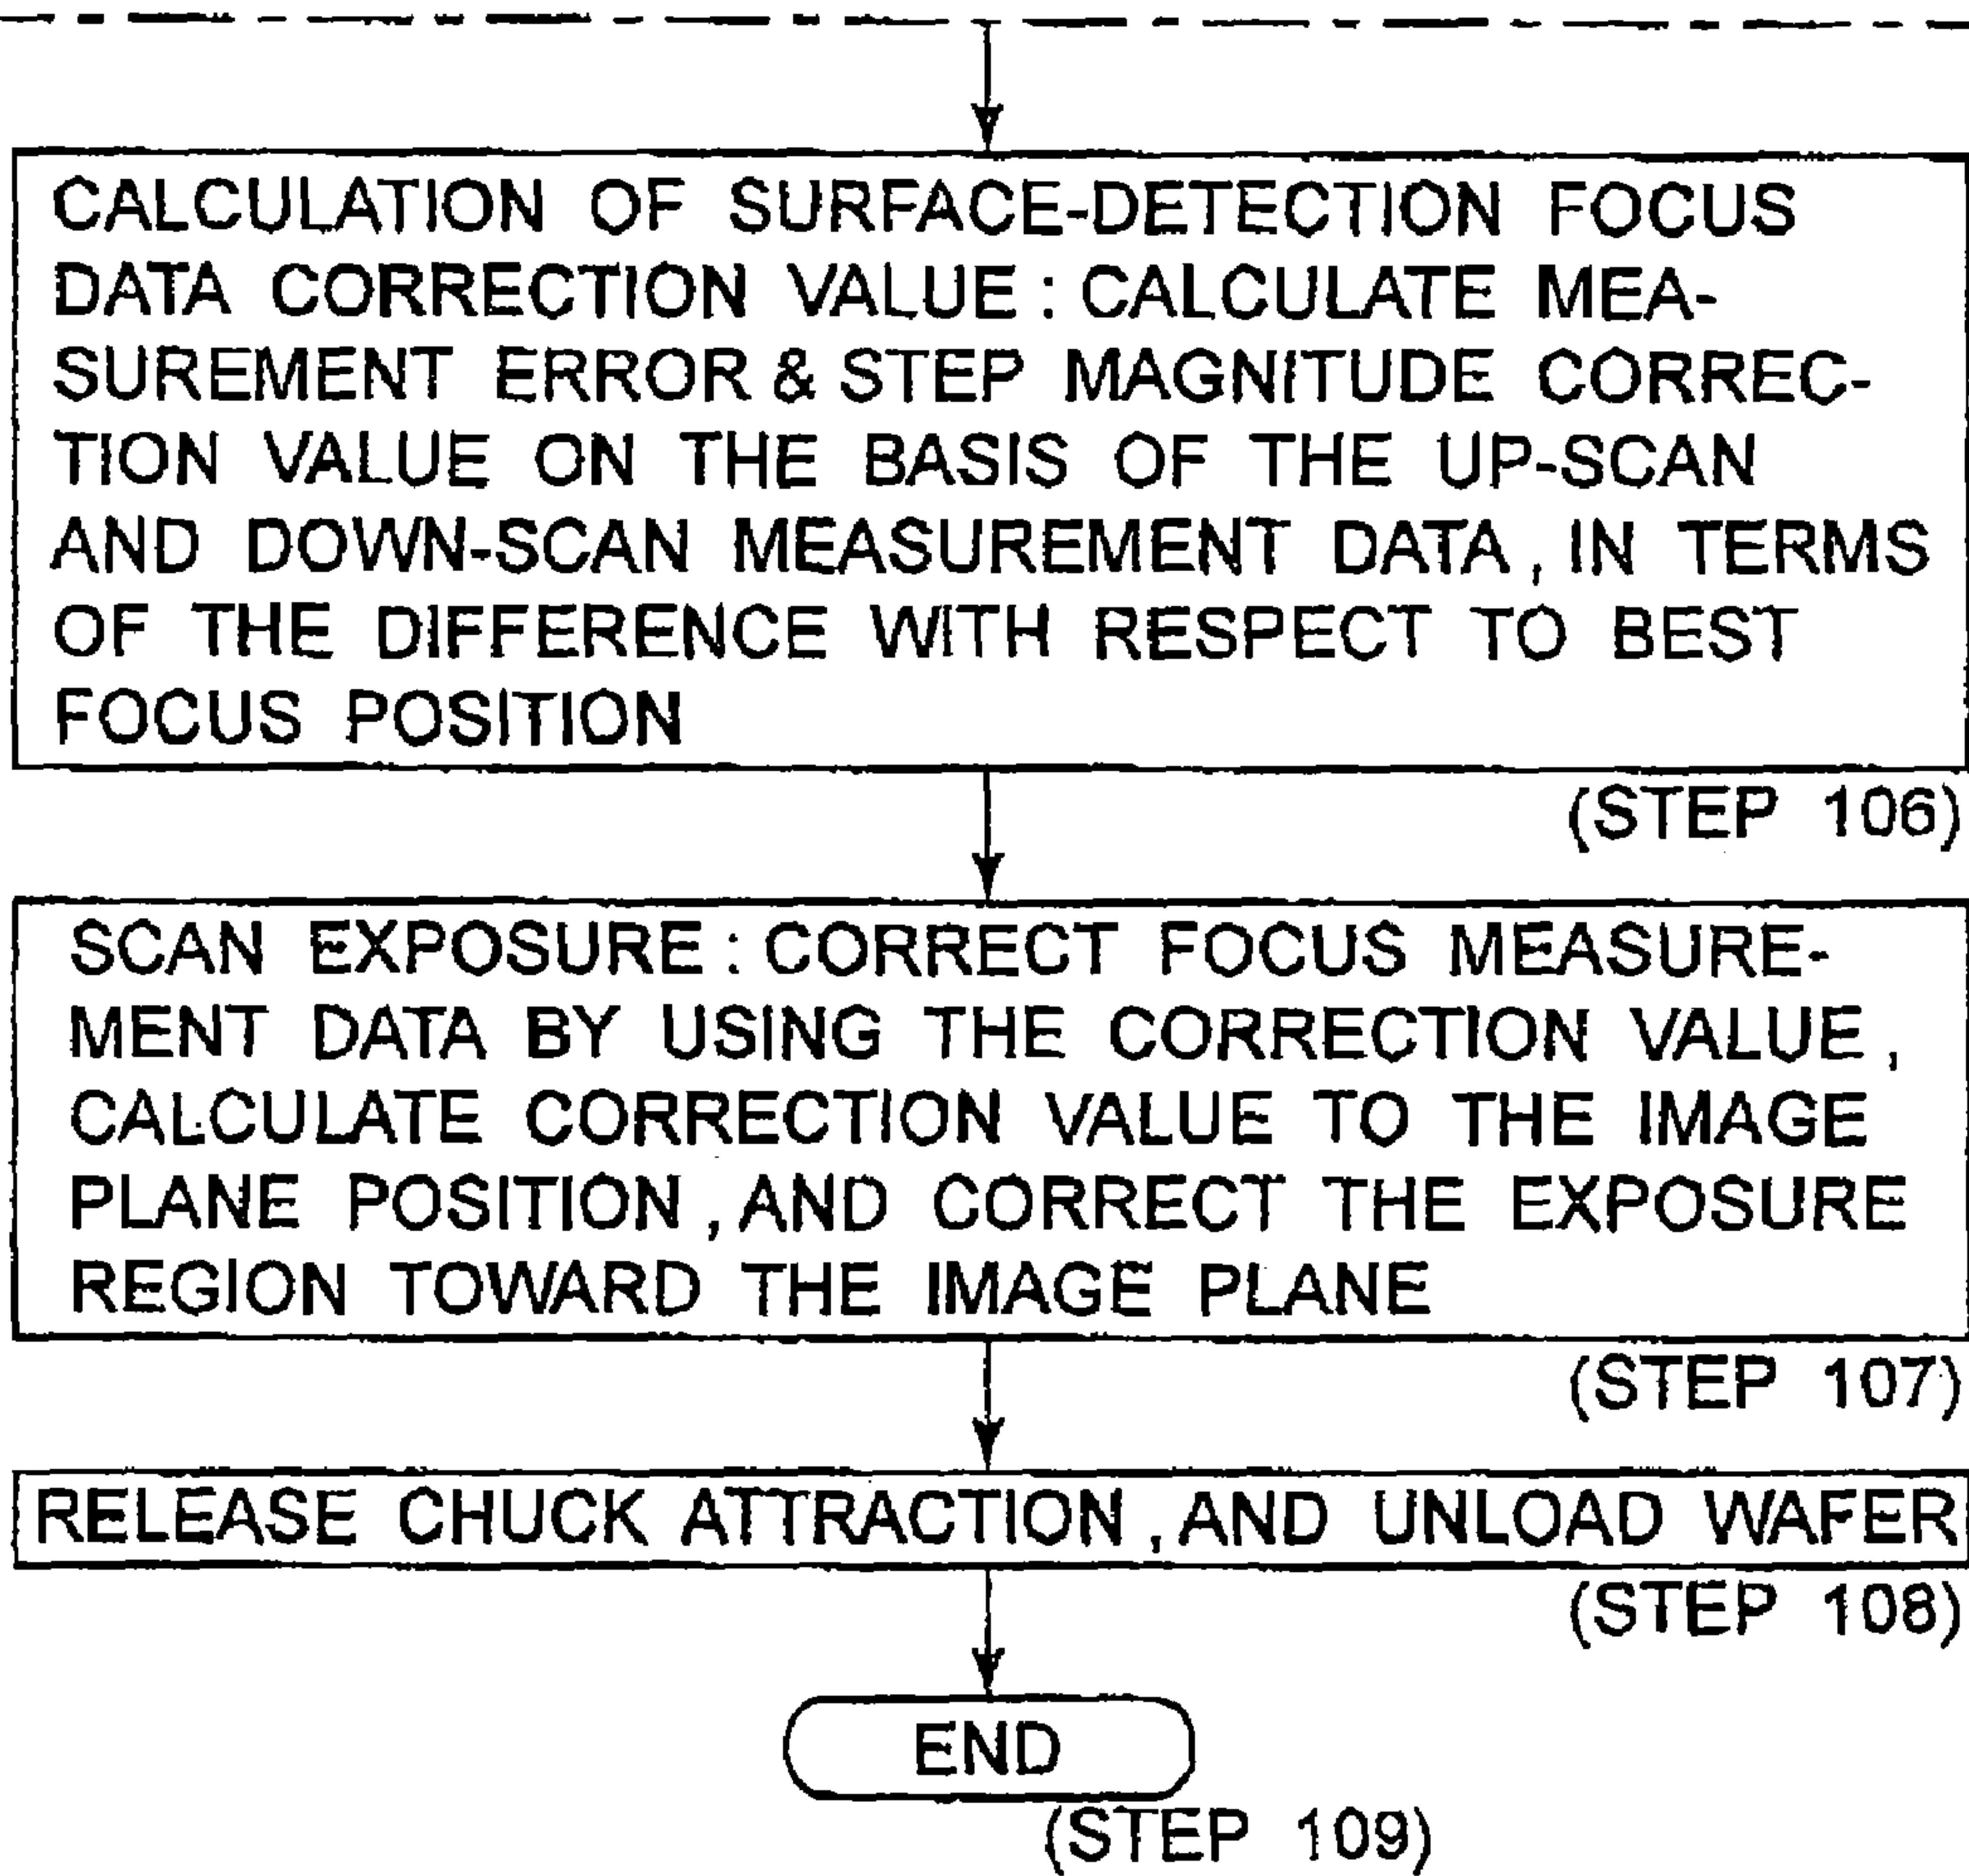 CALCULATION OF SURFACE-DETECTION FOCUS
DATA CORRECTION VALUE : CALCULATE MEA-
SUREMENT ERROR & STEP MAGNITUDE CORREC-
TION VALUE ON THE BASIS OF THE UP-SCAN
AND DOWN-SCAN MEASUREMENT DATA, IN TERMS
OF THE DIFFERENCE WITH RESPECT TO BEST
FOCUS POSITION
(STEP 106)
SCAN EXPOSURE : CORRECT FOCUS MEASURE-
MENT DATA BY USING THE CORRECTION VALUE,
CALCULATE CORRECTION VALUE TO THE IMAGE
PLANE POSITION, AND CORRECT THE EXPOSURE
REGION TOWARD THE IMAGE PLANE
(STEP 107)
RELEASE CHUCK ATTRACTION, AND UNLOAD WAFER
(STEP 108)
END
(STEP 109)